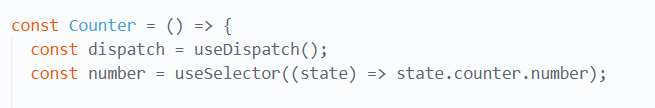 const Counter = () => {
  const dispatch = useDispatch();
  const number = useSelector((state) => state.counter.number);